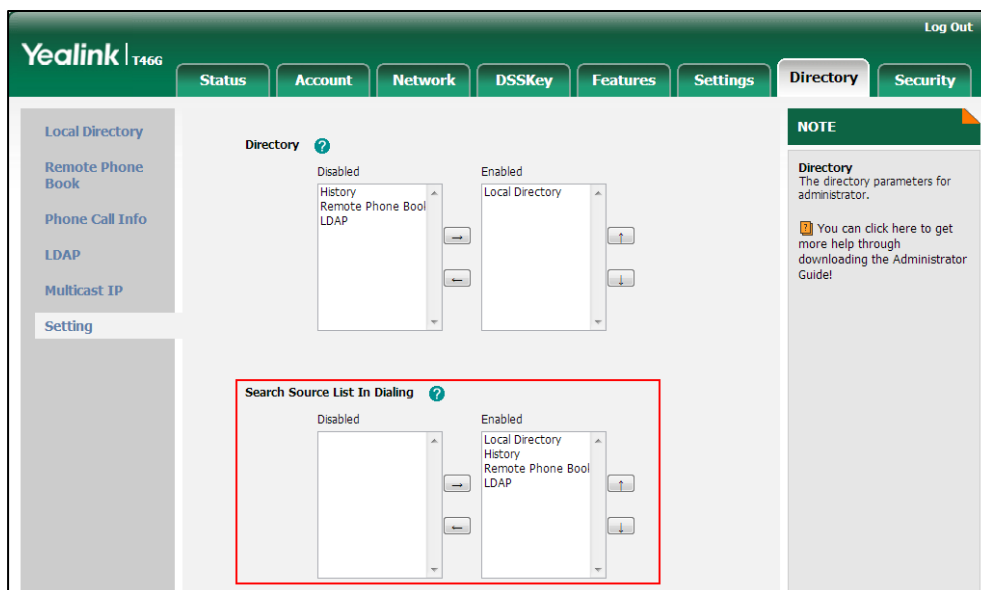 Log Out
Yealink T46G
Status Account Network DSSKey Features Settings Directory Security
Local Directory
Remote Phone
Book
Phone Call Info
LDAP
Multicast IP
Setting
Directory ?
Disabled Enabled
History
Remote Phone Book
LDAP
Local Directory
→
←
↑
↓
Search Source List In Dialing ?
Disabled Enabled
Local Directory
History
Remote Phone Book
LDAP
→
←
↑
↓
NOTE
Directory
The directory parameters for
administrator.
? You can click here to get
more help through
downloading the Administrator
Guide!